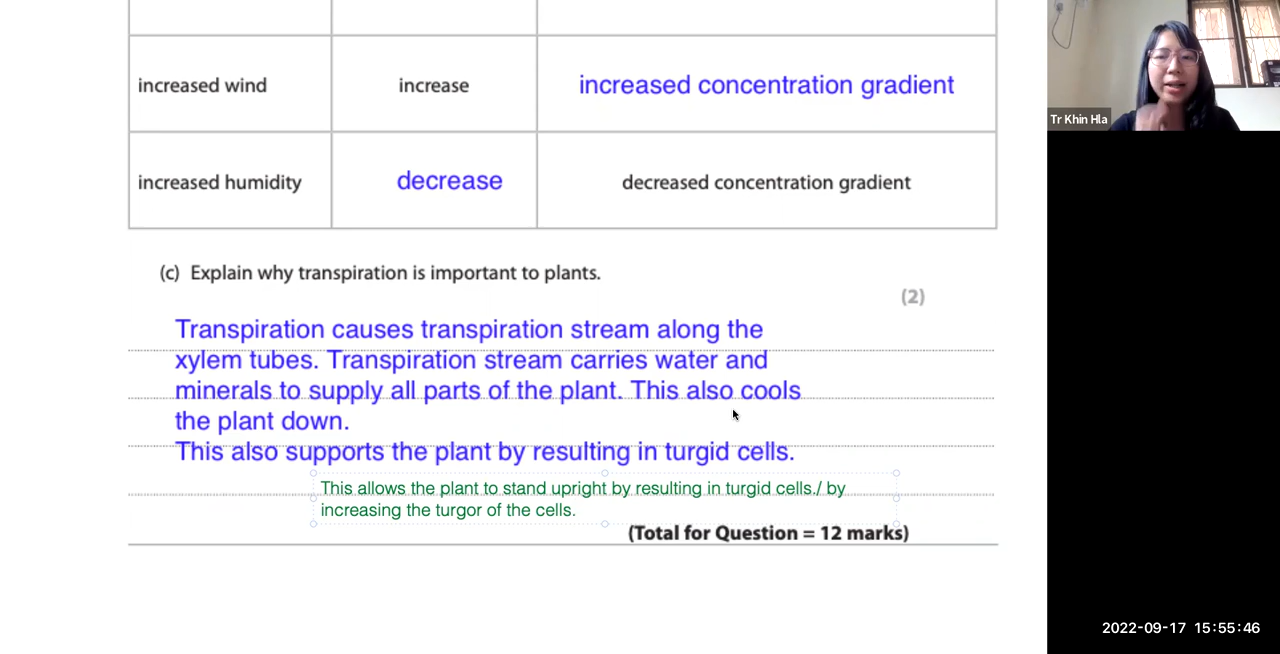 increased wind
increase
increased concentration gradient
Tr Khin Hla
increased humidity
decrease
decreased concentration gradient
(c) Explain why transpiration is important to plants.
(2)
Transpiration causes transpiration stream along the
xylem tubes. Transpiration stream carries water and
minerals to supply all parts of the plant. This also cools
the plant down.
This also supports the plant by resulting in turgid cells.
This allows the plant to stand upright by resulting in turgid cells./ by
increasing the turgor of the cells.
(Total for Question = 12 marks)
2022-09-17 15:55:46